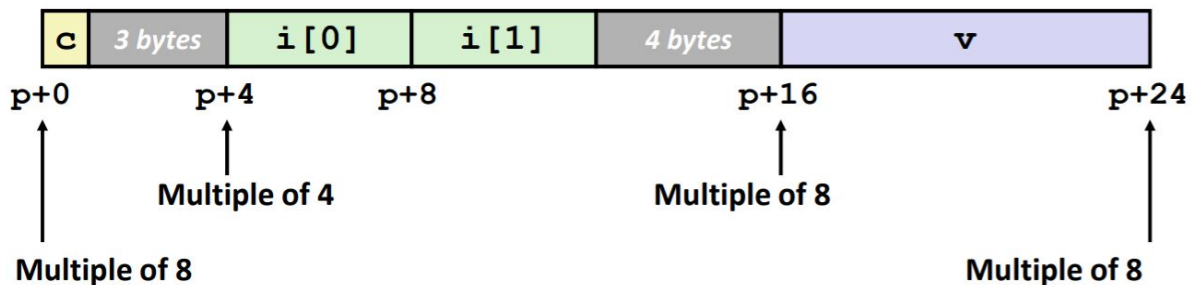 c 3 bytes i[0] i[1] 4 bytes v
p+0 p+4 p+8 p+16 p+24
Multiple of 4 Multiple of 8
Multiple of 8 Multiple of 8